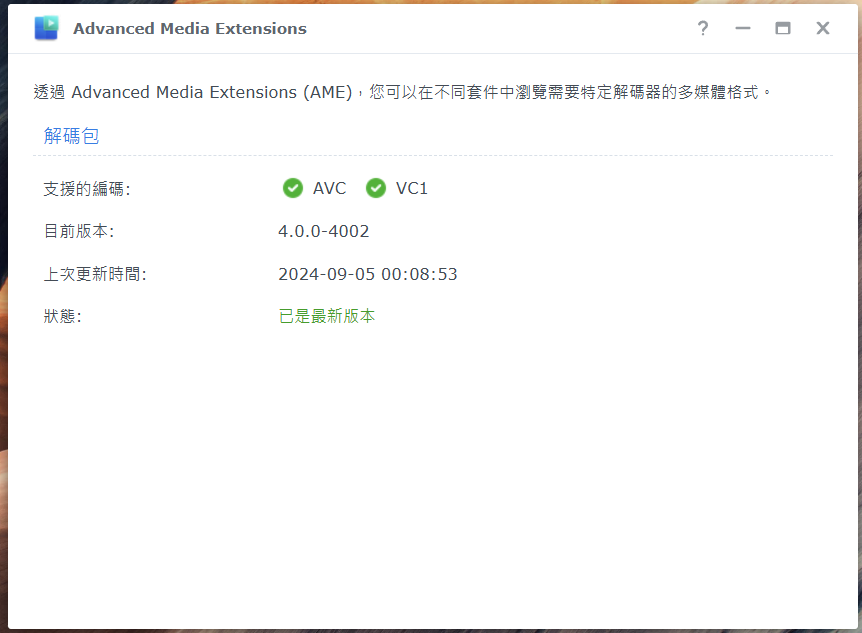 Advanced Media Extensions
透過 Advanced Media Extensions (AME)，您可以在不同套件中瀏覽需要特定解碼器的多媒體格式。
解碼包
支援的編碼: AVC VC1
目前版本: 4.0.0-4002
上次更新時間: 2024-09-05 00:08:53
狀態: 已是最新版本